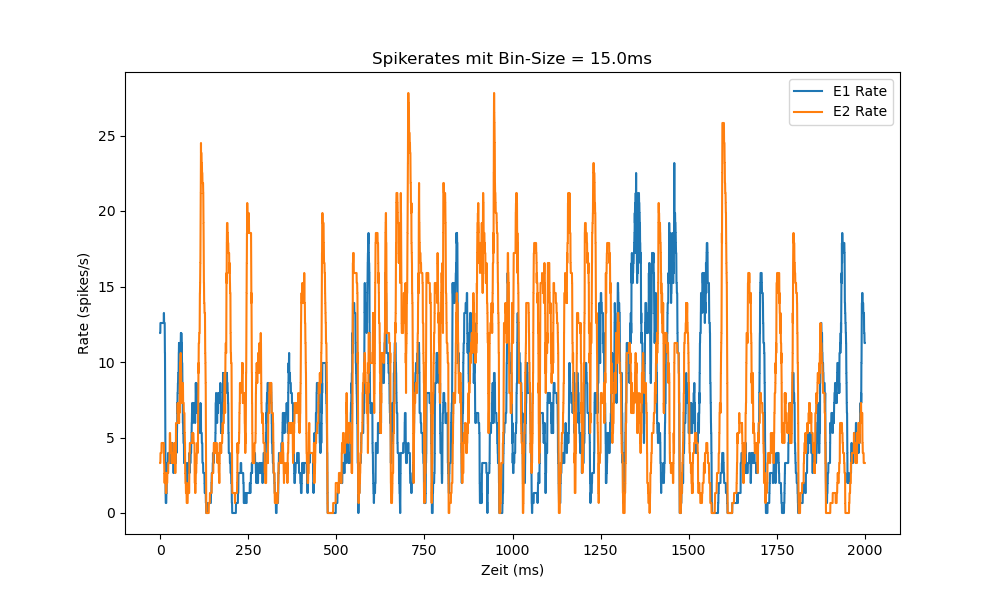 Spikerates mit Bin-Size = 15.0ms
E1 Rate
E2 Rate
Rate (spikes/s)
25
20
15
10
5
0
0 250 500 750 1000 1250 1500 1750 2000
Zeit (ms)